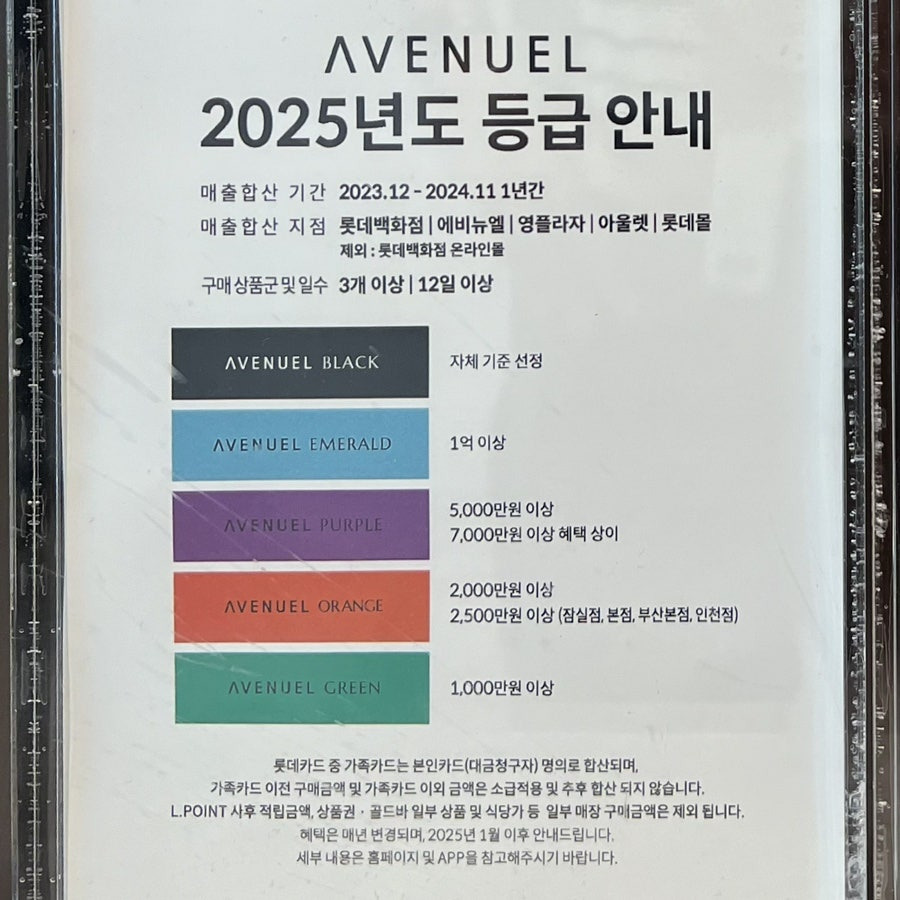 AVENUEL
2025년도 등급 안내
매출합산 기간 2023.12 - 2024.11 1년간
매출합산 지점 롯데백화점 | 에비뉴엘 | 영플라자 | 아울렛 | 롯데몰
제외 : 롯데백화점 온라인몰
구매 상품군 및 일수 3개 이상 | 12일 이상
AVENUEL BLACK 자체 기준 선정
AVENUEL EMERALD 1억 이상
AVENUEL PURPLE
5,000만원 이상
7,000만원 이상 혜택 상이
AVENUEL ORANGE
2,000만원 이상
2,500만원 이상 (잠실점, 본점, 부산본점, 인천점)
AVENUEL GREEN 1,000만원 이상
롯데카드 중 가족카드는 본인카드(대금청구자) 명의로 합산되며,
가족카드 이전 구매금액 및 가족카드 이외 금액은 소급적용 및 추후 합산 되지 않습니다.
L.POINT 사후 적립금액, 상품권 · 골드바 일부 상품 및 식당가 등 일부 매장 구매금액은 제외 됩니다.
혜택은 매년 변경되며, 2025년 1월 이후 안내드립니다.
세부 내용은 홈페이지 및 APP을 참고해주시기 바랍니다.